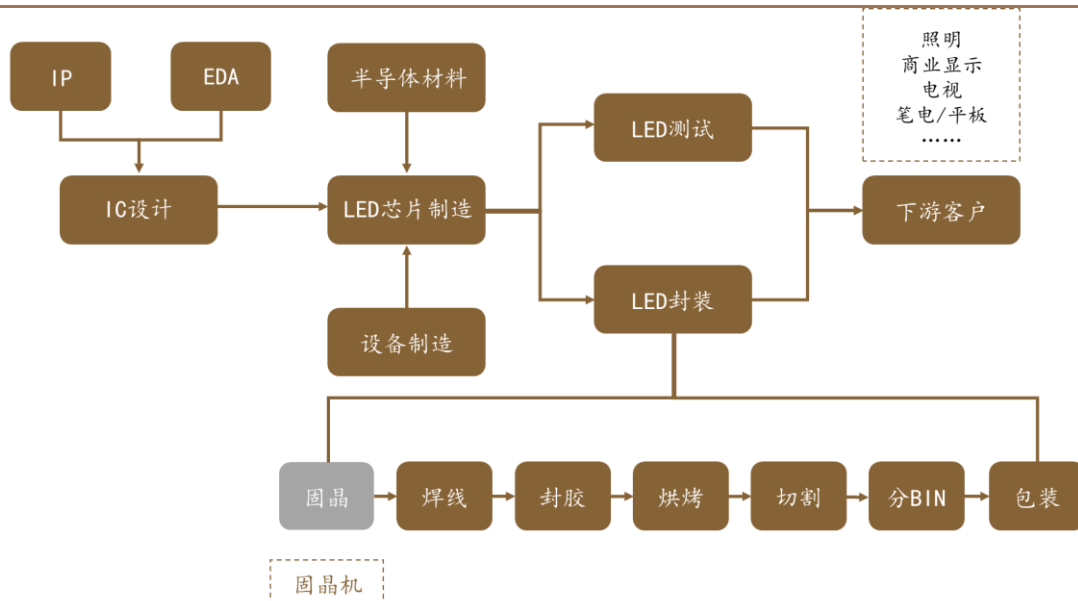 IP
EDA
半导体材料
照明
商业显示
电视
笔电/平板
……
LED测试
IC设计
LED芯片制造
下游客户
LED封装
设备制造
固晶
焊线
封胶
烘烤
切割
分BIN
包装
固晶机